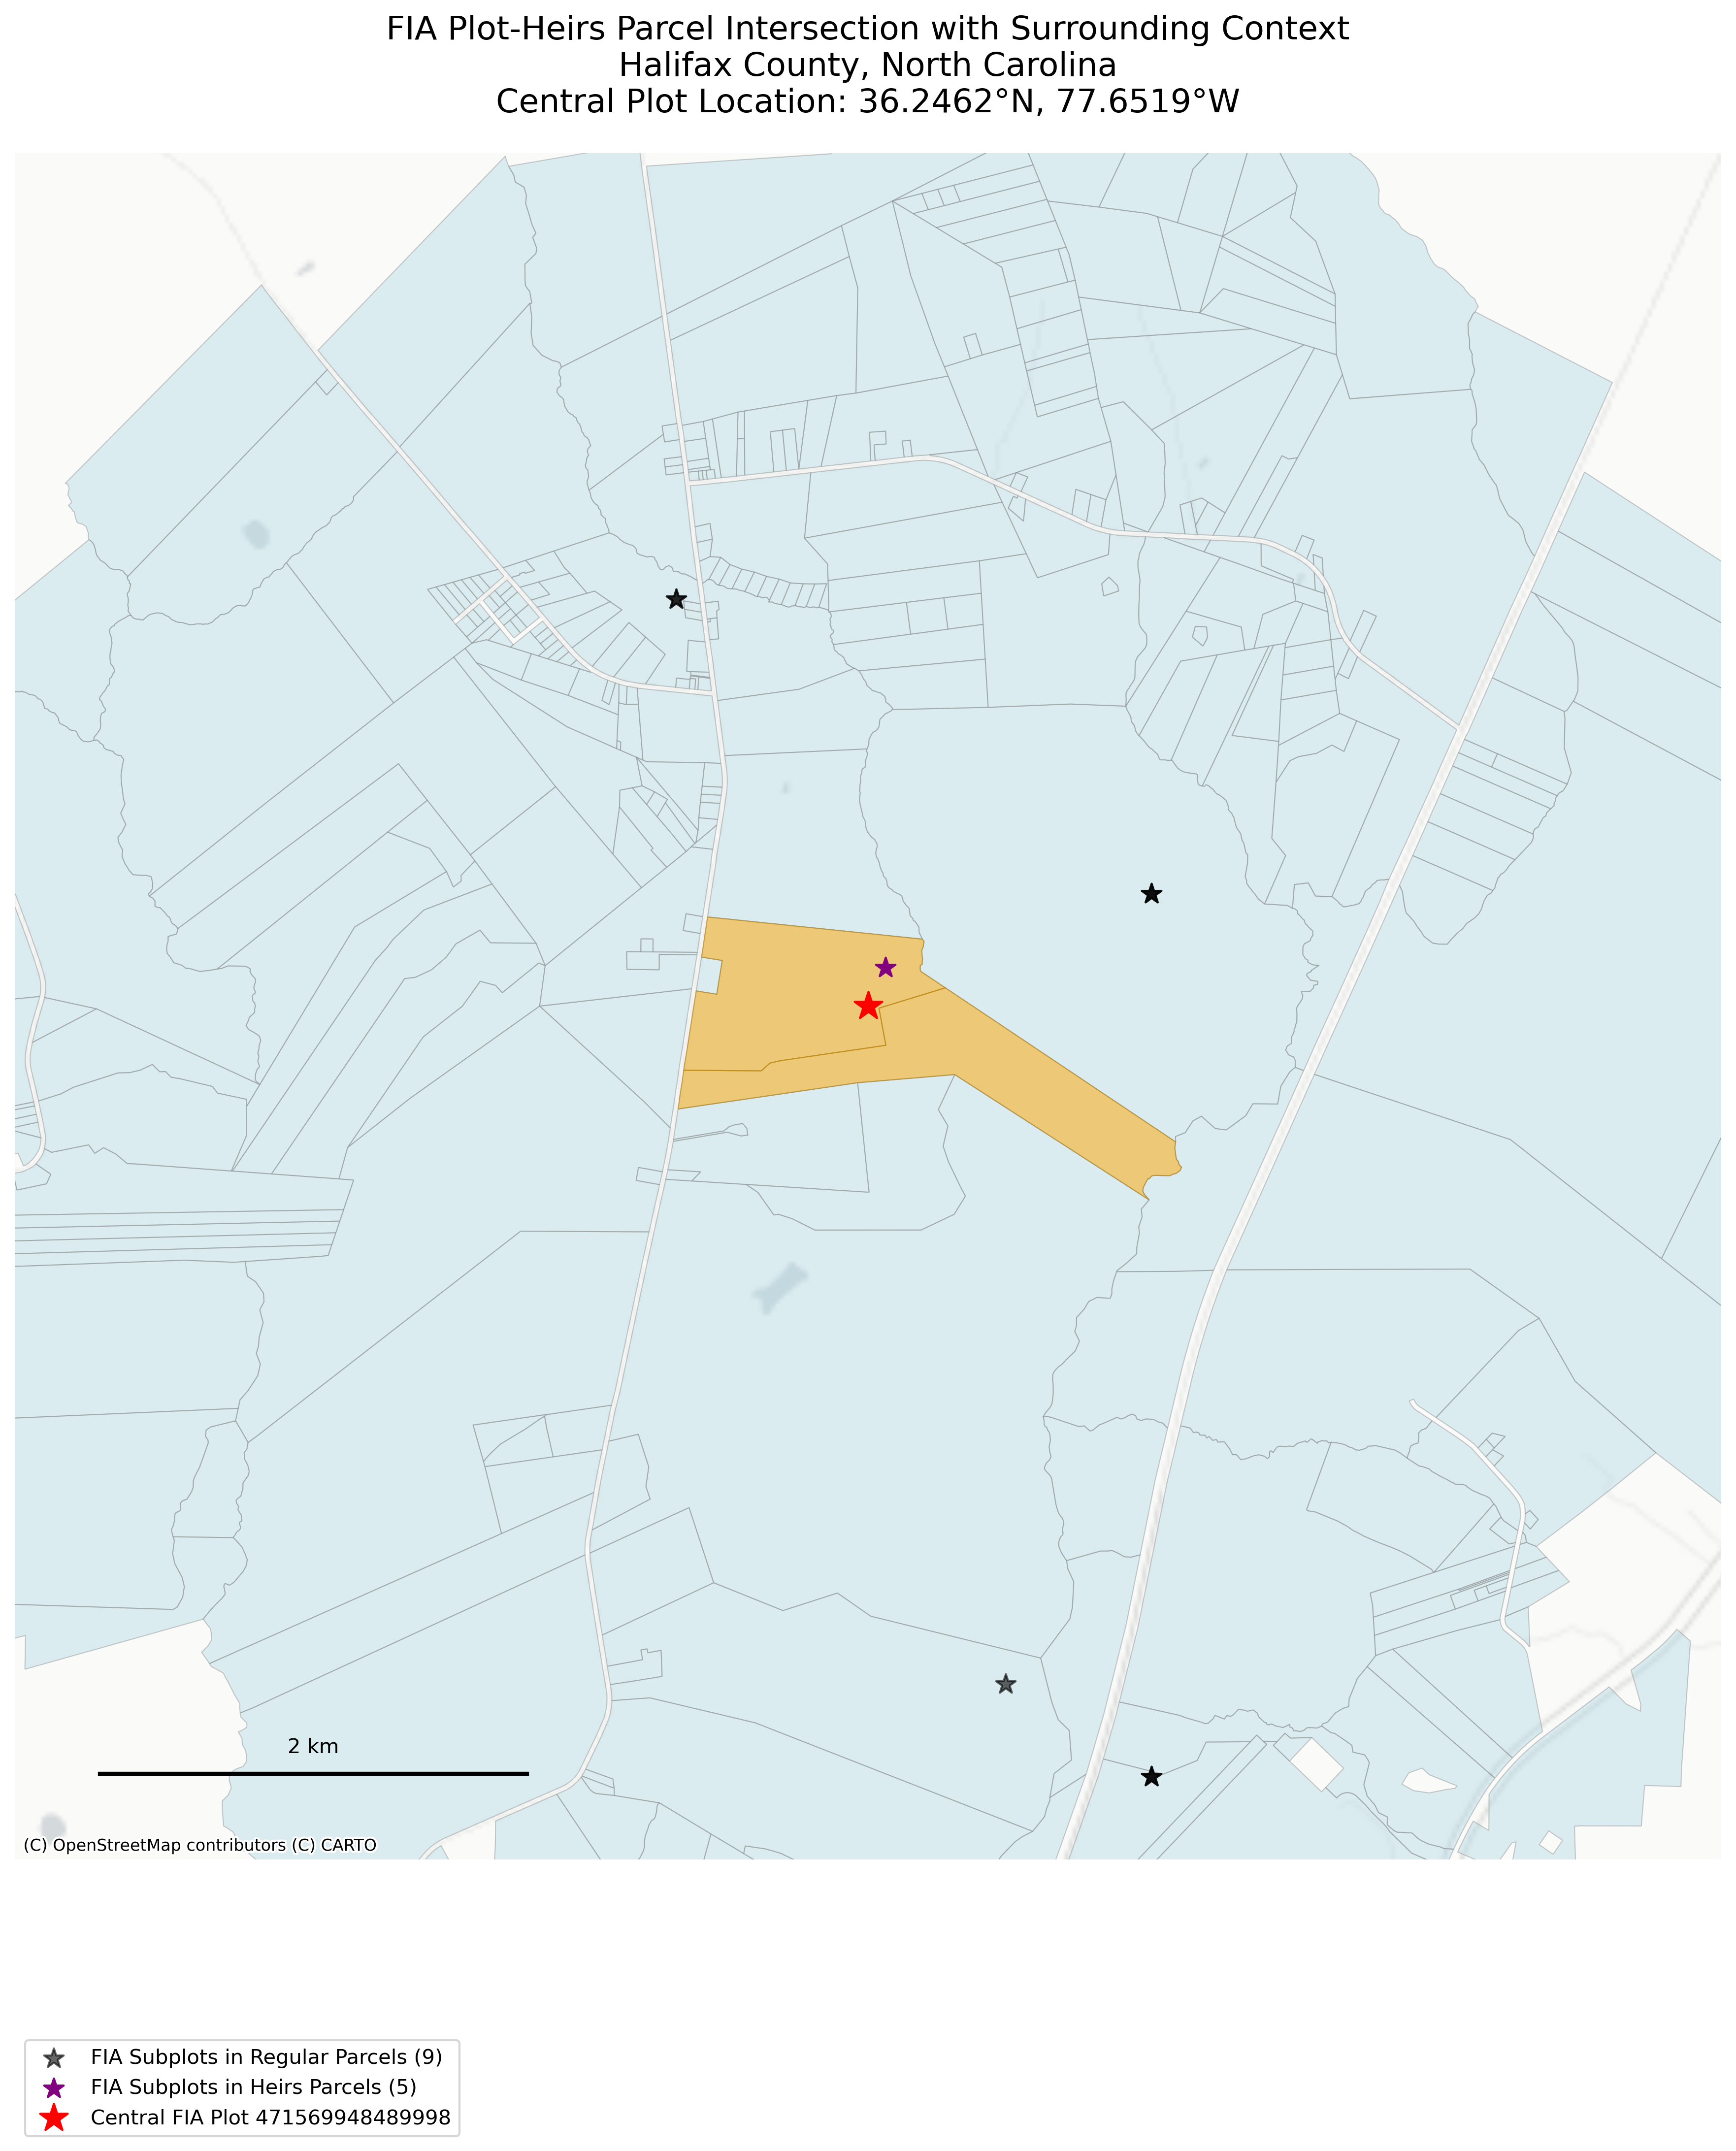 FIA Plot-Heirs Parcel Intersection with Surrounding Context
Halifax County, North Carolina
Central Plot Location: 36.2462°N, 77.6519°W
2 km
(C) OpenStreetMap contributors (C) CARTO
FIA Subplots in Regular Parcels (9)
FIA Subplots in Heirs Parcels (5)
Central FIA Plot 471569948489998